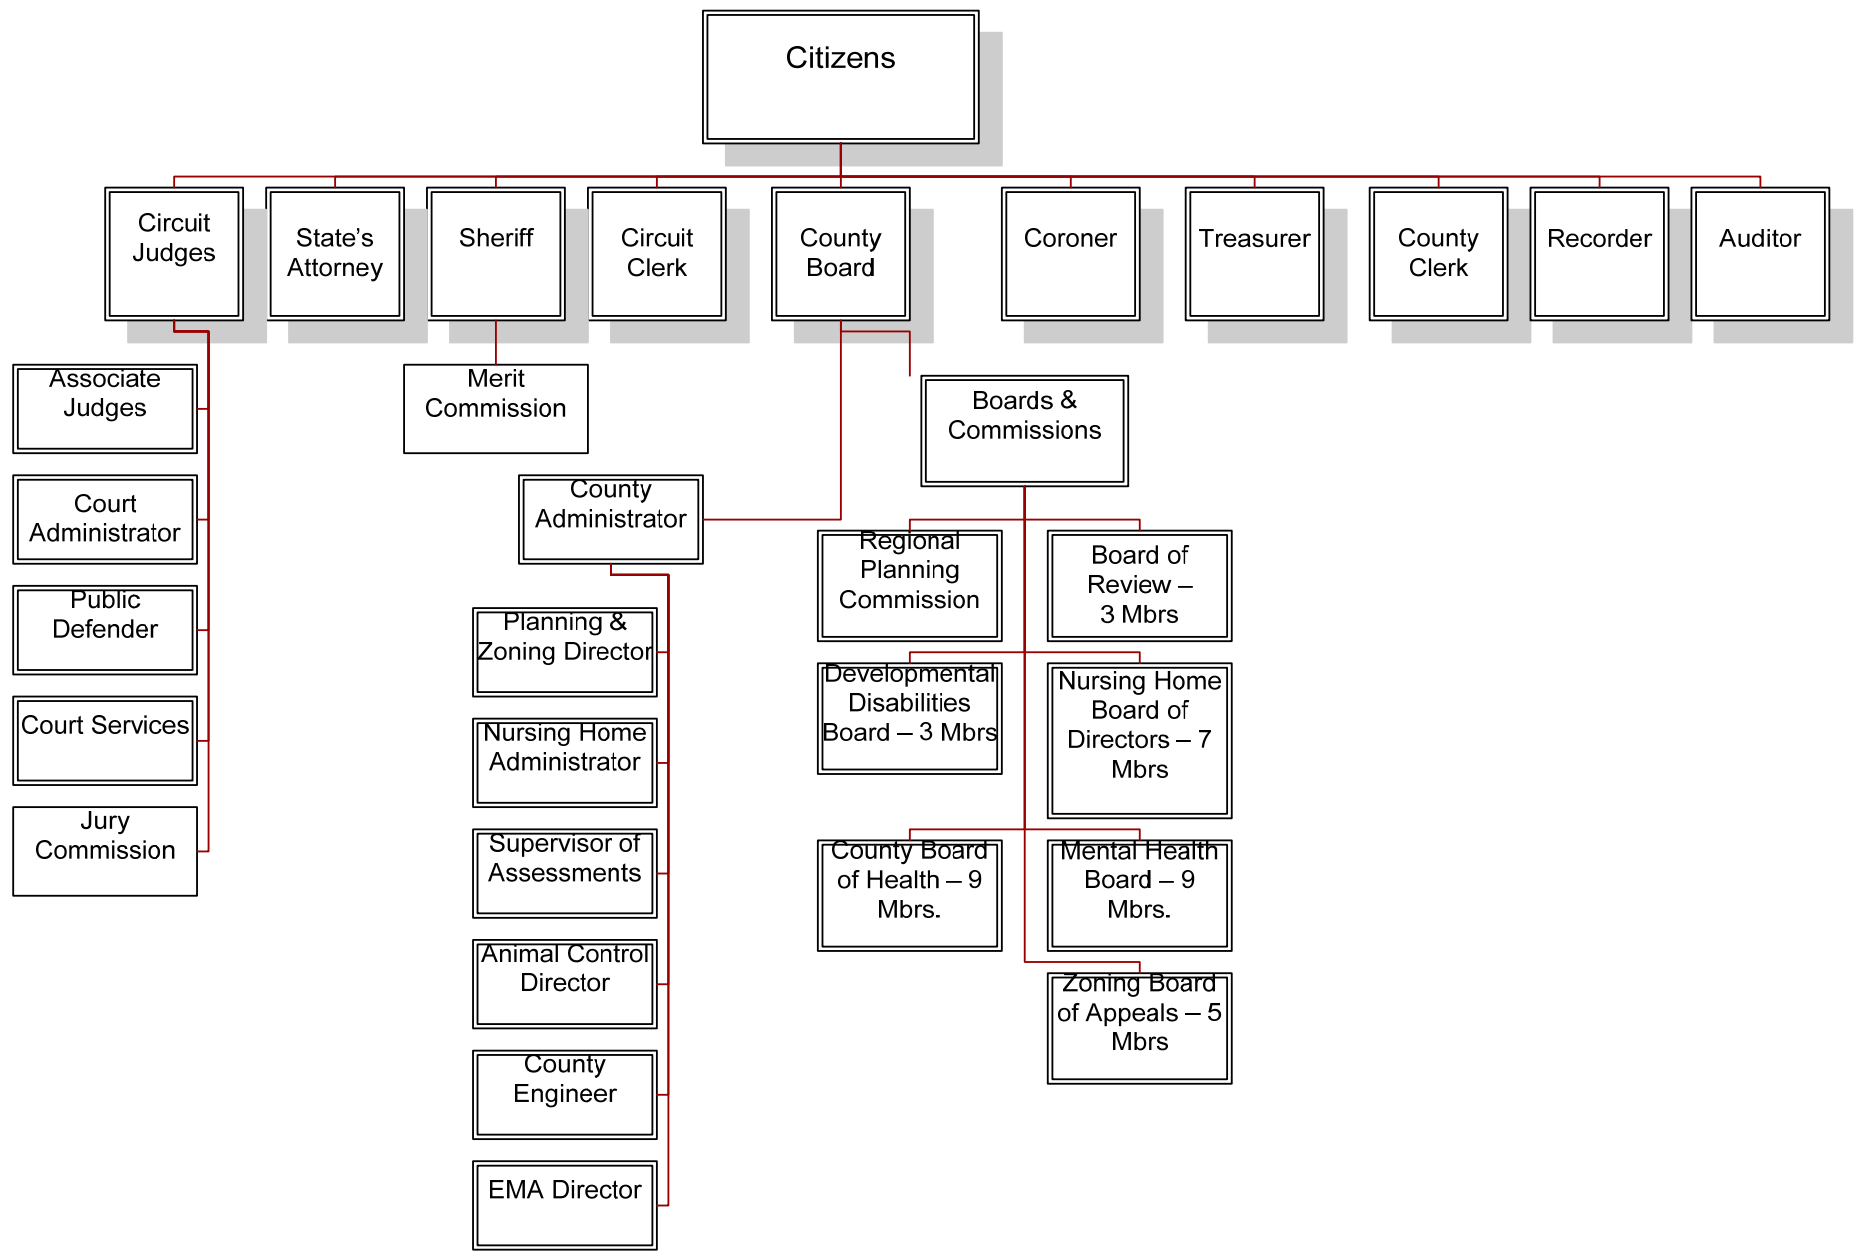 Citizens
Circuit
Judges
State's
Attorney
Sheriff
Circuit
Clerk
County
Board
Coroner
Treasurer
County
Clerk
Recorder
Auditor
Associate
Judges
Court
Administrator
Public
Defender
Court Services
Jury
Commission
Merit
Commission
County
Administrator
Planning &
Zoning Director
Nursing Home
Administrator
Supervisor of
Assessments
Animal Control
Director
County
Engineer
EMA Director
Boards &
Commissions
Regional
Planning
Commission
Board of
Review –
3 Mbrs
Developmental
Disabilities
Board – 3 Mbrs
Nursing Home
Board of
Directors – 7
Mbrs
County Board
of Health – 9
Mbrs.
Mental Health
Board – 9
Mbrs.
Zoning Board
of Appeals – 5
Mbrs